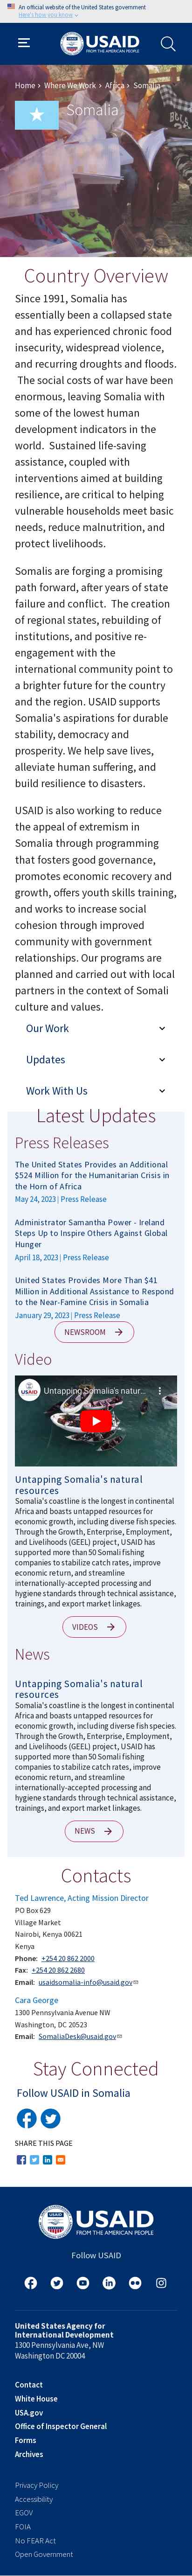 An official website of the United States government
Here's how you know
USAID
FROM THE AMERICAN PEOPLE
Home › Where We Work › Africa › Somalia
Somalia
Country Overview
Since 1991, Somalia has
essentially been a collapsed state
and has experienced chronic food
insecurity, widespread violence,
and recurring droughts and floods.
The social costs of war have been
enormous, leaving Somalia with
some of the lowest human
development indicators in the
world. Sustained life-saving
assistance, coupled with
interventions aimed at building
resilience, are critical to helping
vulnerable households meet basic
needs, reduce malnutrition, and
protect livelihoods.
Somalis are forging a promising
path forward, after years of state
failure and conflict. The creation
of regional states, rebuilding of
institutions, and positive re-
engagement with the
international community point to
a brighter future for the country
and the region. USAID supports
Somalia's aspirations of durable
stability, democracy and
prosperity. We help save lives,
alleviate human suffering, and
build resilience to disasters.
USAID is also working to reduce
the appeal of extremism in
Somalia through programming
that fosters good governance,
promotes economic recovery and
growth, offers youth skills training,
and works to increase social
cohesion through improved
community with government
relationships. Our programs are
planned and carried out with local
partners in the context of Somali
culture and values.
Our Work
Updates
Work With Us
Latest Updates
Press Releases
The United States Provides an Additional
$524 Million for the Humanitarian Crisis in
the Horn of Africa
May 24, 2023 | Press Release
Administrator Samantha Power - Ireland
Steps Up to Inspire Others Against Global
Hunger
April 18, 2023 | Press Release
United States Provides More Than $41
Million in Additional Assistance to Respond
to the Near-Famine Crisis in Somalia
January 29, 2023 | Press Release
NEWSROOM
Video
Untapping Somalia's natur...
Untapping Somalia's natural
resources
Somalia's coastline is the longest in continental
Africa and boasts untapped resources for
economic growth, including diverse fish species.
Through the Growth, Enterprise, Employment,
and Livelihoods (GEEL) project, USAID has
supported more than 50 Somali fishing
companies to stabilize catch rates, improve
economic return, and streamline
internationally-accepted processing and
hygiene standards through technical assistance,
trainings, and export market linkages.
VIDEOS
News
Untapping Somalia's natural
resources
Somalia's coastline is the longest in continental
Africa and boasts untapped resources for
economic growth, including diverse fish species.
Through the Growth, Enterprise, Employment,
and Livelihoods (GEEL) project, USAID has
supported more than 50 Somali fishing
companies to stabilize catch rates, improve
economic return, and streamline
internationally-accepted processing and
hygiene standards through technical assistance,
trainings, and export market linkages.
NEWS
Contacts
Ted Lawrence, Acting Mission Director
PO Box 629
Village Market
Nairobi, Kenya 00621
Kenya
Phone: +254 20 862 2000
Fax: +254 20 862 2680
Email: usaidsomalia-info@usaid.gov
Cara George
1300 Pennsylvania Avenue NW
Washington, DC 20523
Email: SomaliaDesk@usaid.gov
Stay Connected
Follow USAID in Somalia
SHARE THIS PAGE
USAID
FROM THE AMERICAN PEOPLE
Follow USAID
United States Agency for
International Development
1300 Pennsylvania Ave, NW
Washington DC 20004
Contact
White House
USA.gov
Office of Inspector General
Forms
Archives
Privacy Policy
Accessibility
EGOV
FOIA
No FEAR Act
Open Government